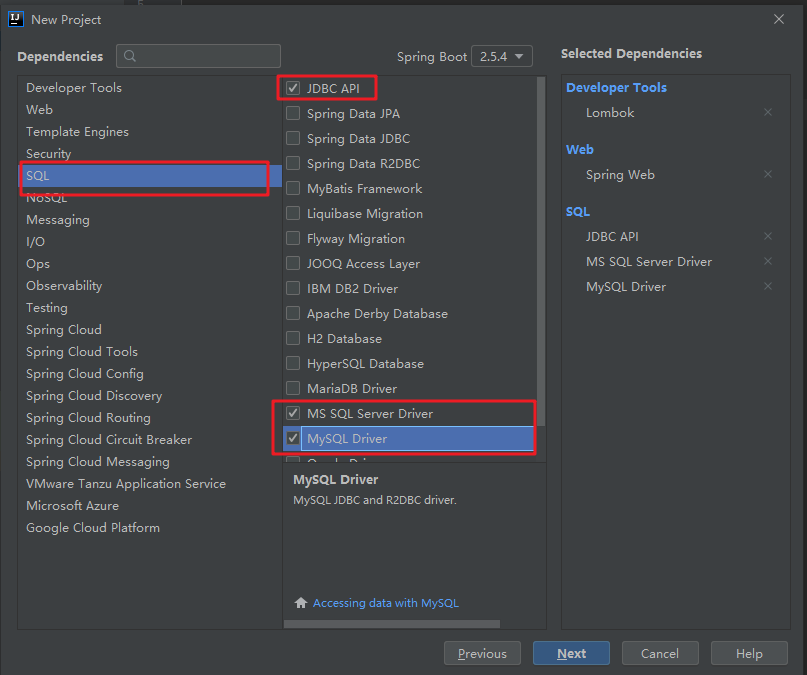 New Project
Dependencies
Spring Boot 2.5.4
Selected Dependencies
Developer Tools
Web
Template Engines
Security
SQL
NoSQL
Messaging
I/O
Ops
Observability
Testing
Spring Cloud
Spring Cloud Tools
Spring Cloud Config
Spring Cloud Discovery
Spring Cloud Routing
Spring Cloud Circuit Breaker
Spring Cloud Messaging
VMware Tanzu Application Service
Microsoft Azure
Google Cloud Platform
JDBC API
Spring Data JPA
Spring Data JDBC
Spring Data R2DBC
MyBatis Framework
Liquibase Migration
Flyway Migration
JOOQ Access Layer
IBM DB2 Driver
Apache Derby Database
H2 Database
HyperSQL Database
MariaDB Driver
MS SQL Server Driver
MySQL Driver
MySQL Driver
MySQL JDBC and R2DBC driver.
Accessing data with MySQL
Developer Tools
Lombok
Web
Spring Web
SQL
JDBC API
MS SQL Server Driver
MySQL Driver
Previous
Next
Cancel
Help